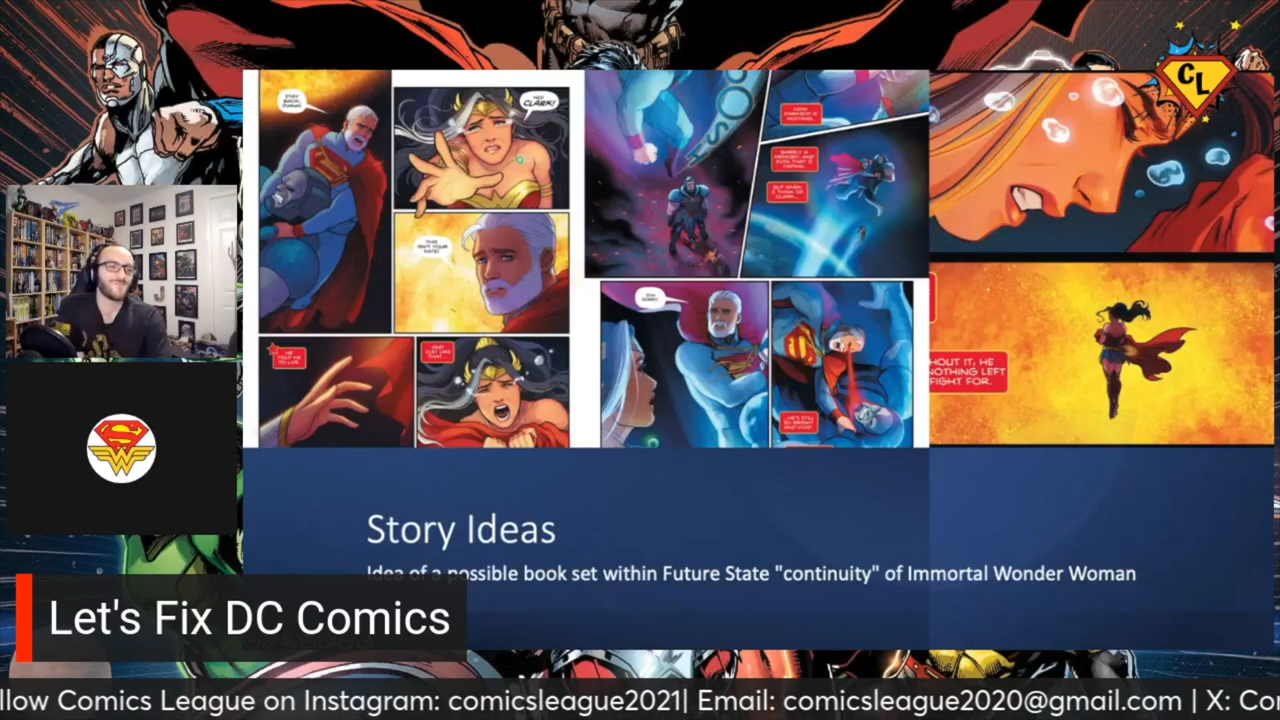 CL
STAY BACK, DIANA!
NO! CLARK!
THIS ISN'T YOUR FATE!
HE TOLD ME TO LIVE.
AND JUST LIKE THAT...
NOW DARKSEID IS NOTHING.
BARELY A MEMORY. AND EVEN THAT IS FADING.
BUT WHEN I THINK OF CLARK...
I'M SORRY.
...HE'S STILL SO BRIGHT AND VIVID.
HOUT IT, HE
NOTHING LEFT
FIGHT FOR.
Story Ideas
Idea of a possible book set within Future State "continuity" of Immortal Wonder Woman
Let's Fix DC Comics
llow Comics League on Instagram: comicsleague2021| Email: comicsleague2020@gmail.com | X: Co